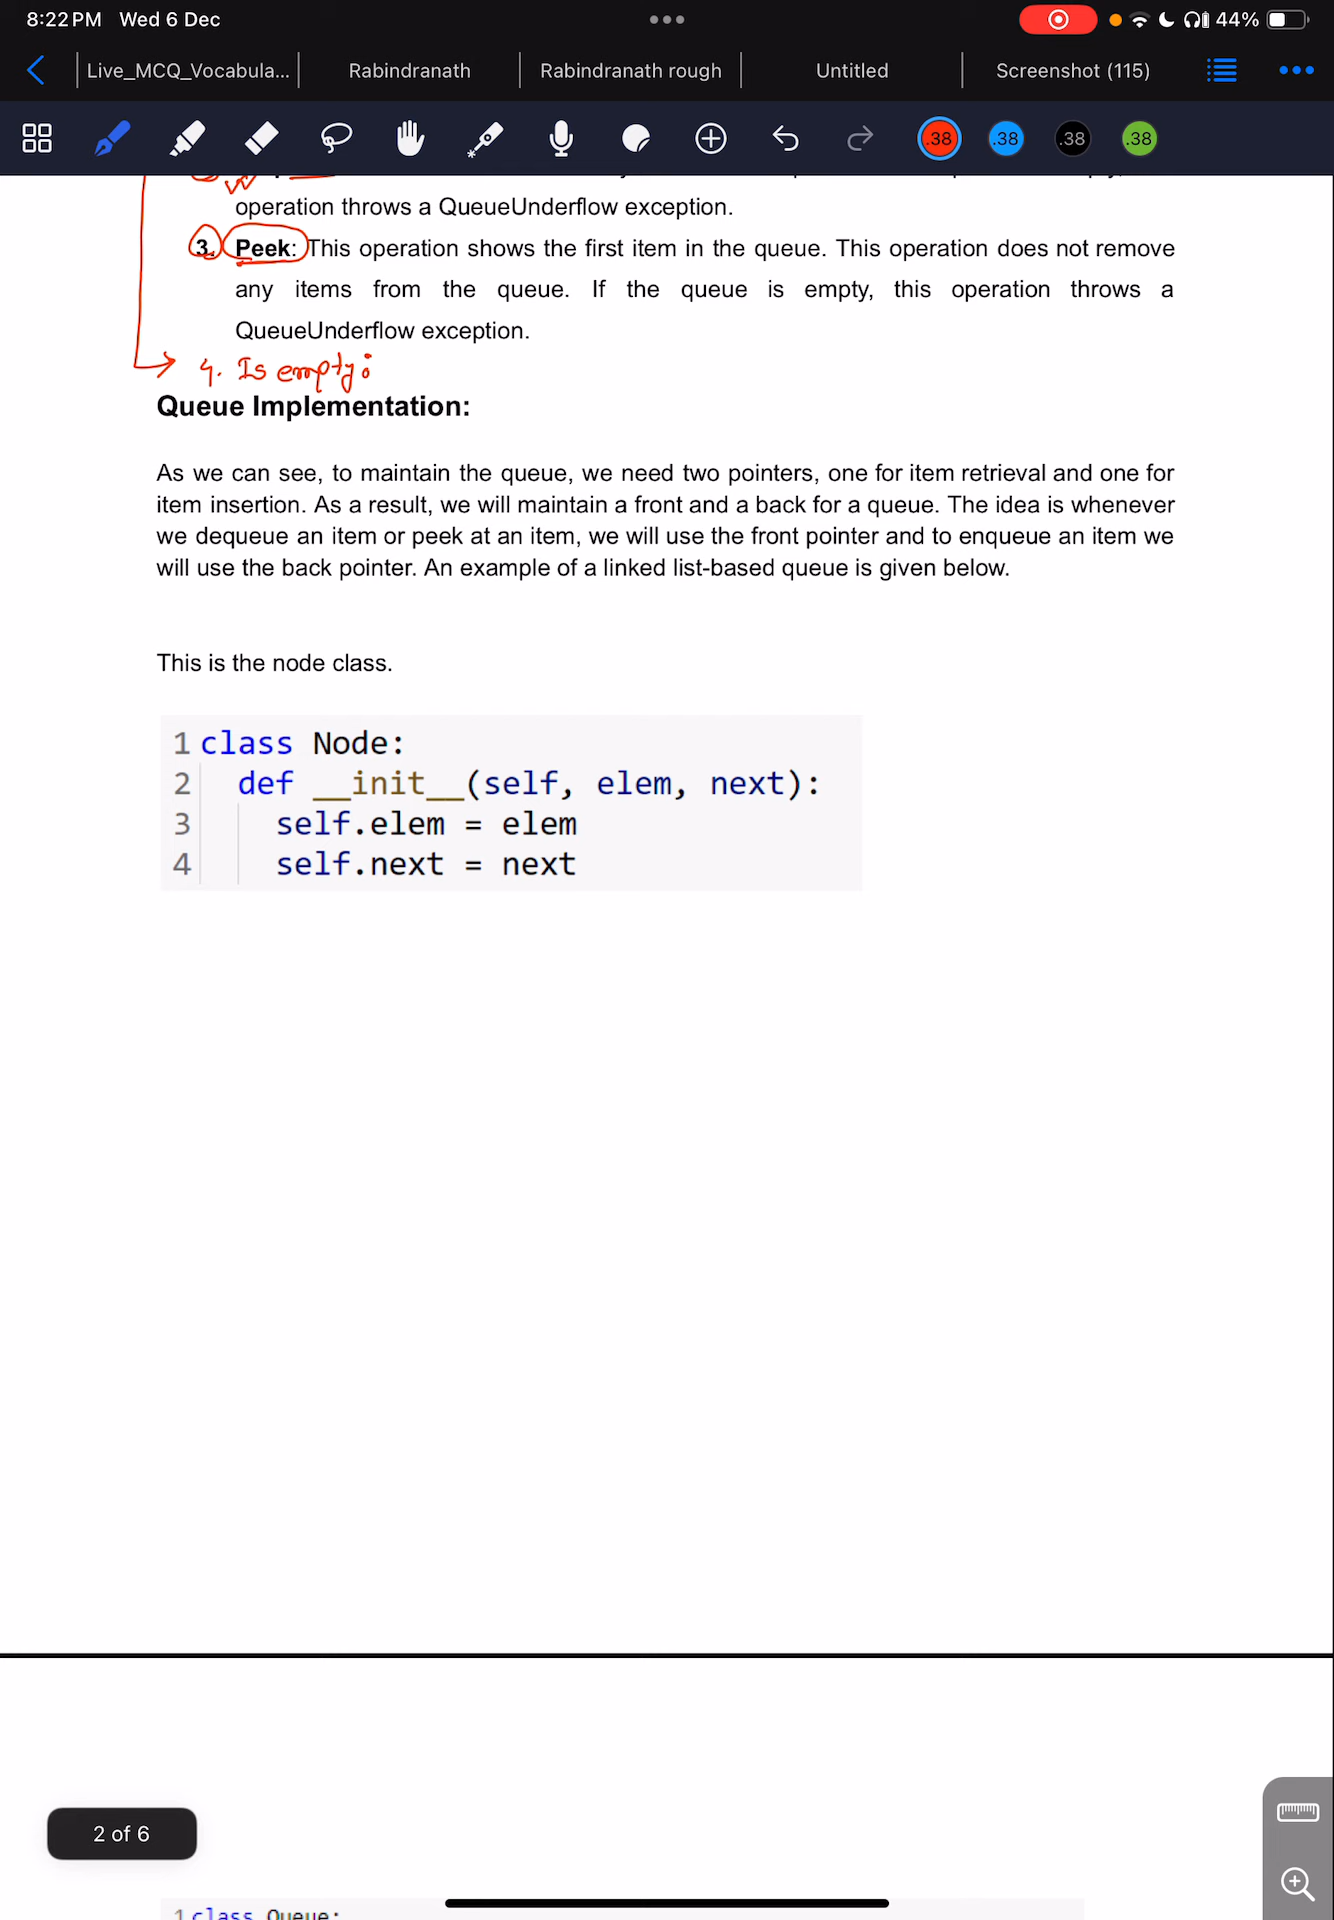 8:22 PM Wed 6 Dec 44%
Live_MCQ_Vocabula... Rabindranath Rabindranath rough Untitled Screenshot (115)
.38 .38 .38 .38
operation throws a QueueUnderflow exception.
3. Peek: This operation shows the first item in the queue. This operation does not remove
any items from the queue. If the queue is empty, this operation throws a
QueueUnderflow exception.
4. Is empty:
Queue Implementation:
As we can see, to maintain the queue, we need two pointers, one for item retrieval and one for
item insertion. As a result, we will maintain a front and a back for a queue. The idea is whenever
we dequeue an item or peek at an item, we will use the front pointer and to enqueue an item we
will use the back pointer. An example of a linked list-based queue is given below.
This is the node class.
1 class Node:
2 def __init__(self, elem, next):
3 self.elem = elem
4 self.next = next
2 of 6
1 class Queue: